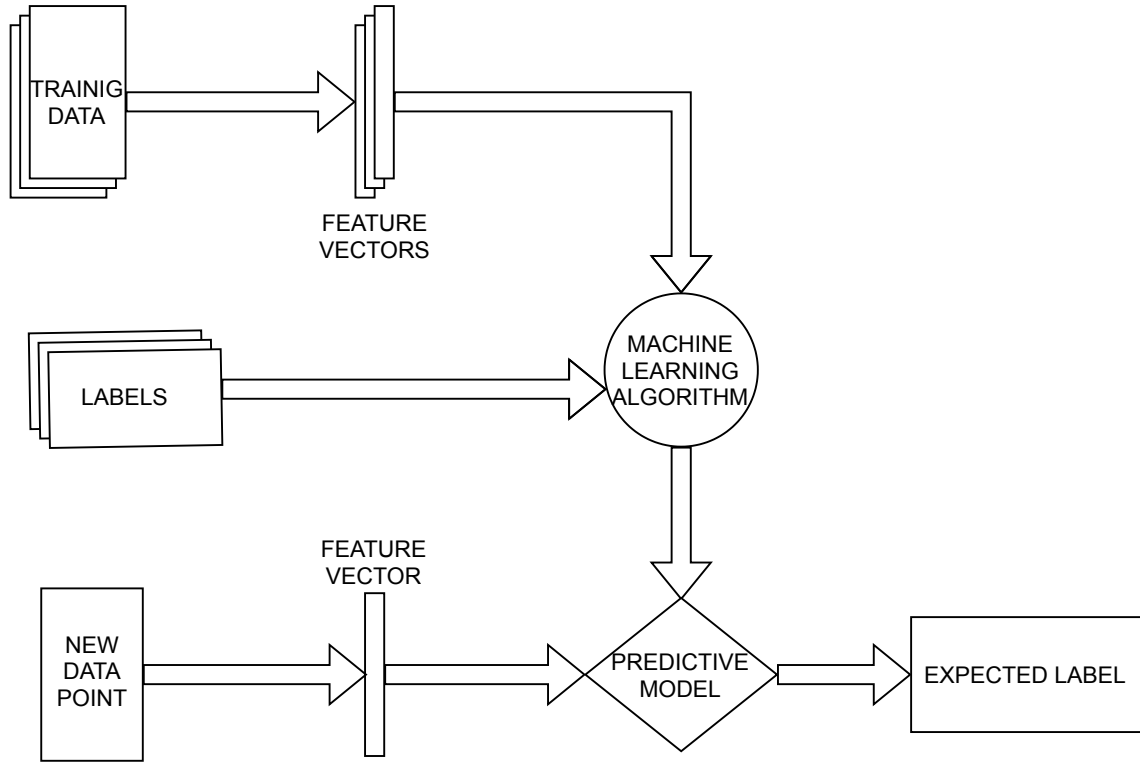 TRAINIG
DATA
FEATURE
VECTORS
MACHINE
LEARNING
ALGORITHM
LABELS
FEATURE
VECTOR
NEW
DATA
POINT
PREDICTIVE
MODEL
EXPECTED LABEL